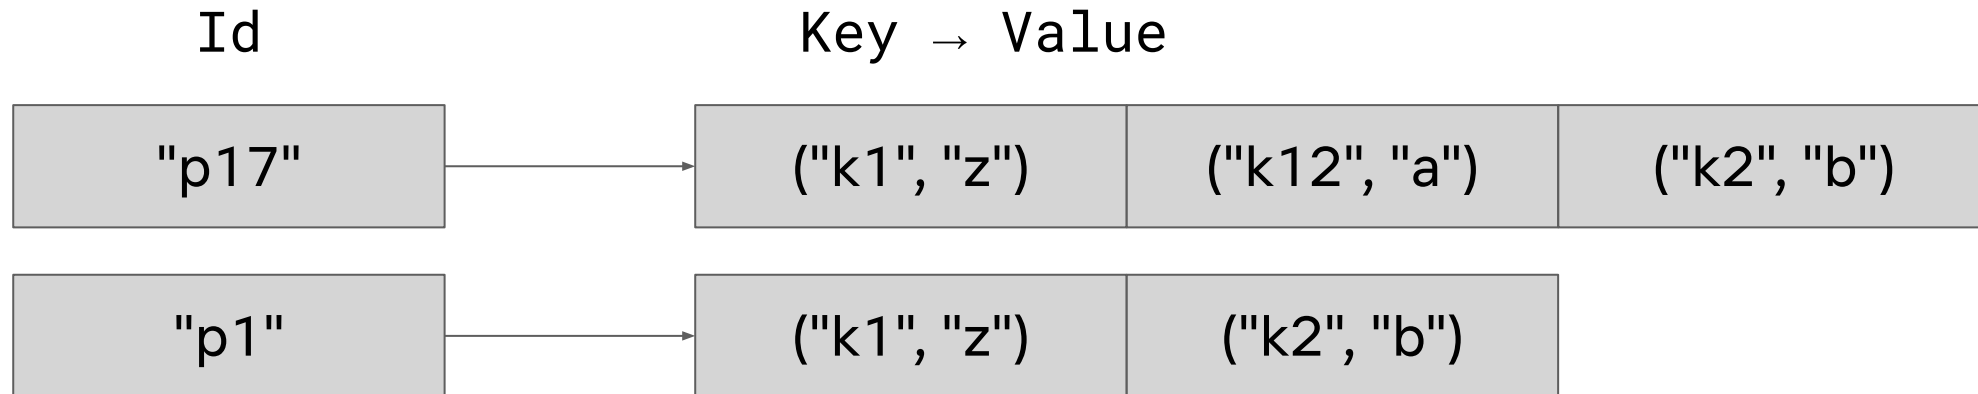 Id Key → Value
"p17" ("k1", "z") ("k12", "a") ("k2", "b")
"p1" ("k1", "z") ("k2", "b")